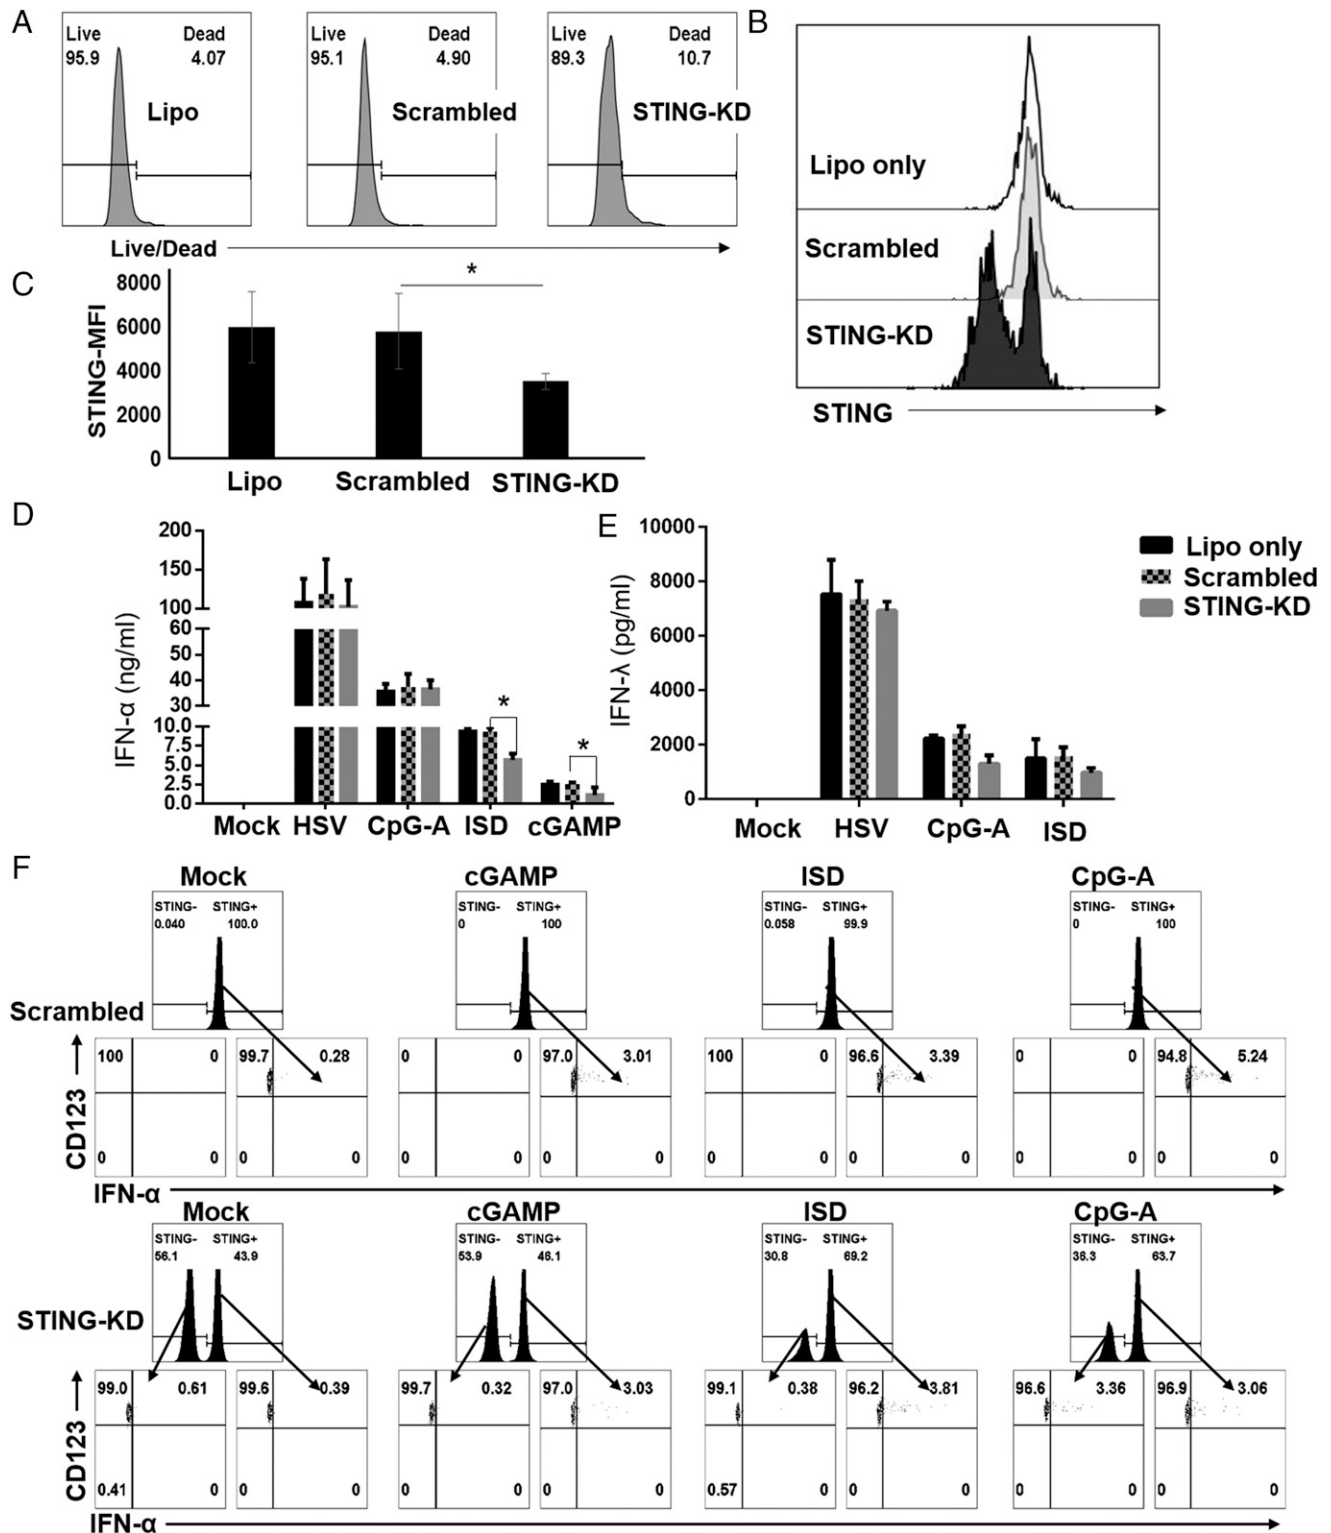 A
Live Dead
95.9 4.07
Lipo
Live Dead
95.1 4.90
Scrambled
Live Dead
89.3 10.7
STING-KD
Live/Dead
B
Lipo only
Scrambled
STING-KD
STING
C
STING-MFI
8000
6000
4000
2000
0
*
Lipo Scrambled STING-KD
D
IFN-α (ng/ml)
200
150
100
60
50
40
30
10.0
7.5
5.0
2.5
0.0
*
*
Mock HSV CpG-A ISD cGAMP
E
IFN-λ (pg/ml)
10000
8000
6000
4000
2000
0
Mock HSV CpG-A ISD
Lipo only
Scrambled
STING-KD
F
Mock cGAMP ISD CpG-A
STING- STING+ STING- STING+ STING- STING+ STING- STING+
0.040 100.0 0 100 0.058 99.9 0 100
Scrambled
100 0 99.7 0.28 0 0 97.0 3.01 100 0 96.6 3.39 0 0 94.8 5.24
CD123
0 0 0 0 0 0 0 0 0 0 0 0 0 0 0 0
IFN-α
Mock cGAMP ISD CpG-A
STING- STING+ STING- STING+ STING- STING+ STING- STING+
56.1 43.9 53.9 46.1 30.8 69.2 36.3 63.7
STING-KD
99.0 0.61 99.6 0.39 99.7 0.32 97.0 3.03 99.1 0.38 96.2 3.81 96.6 3.36 96.9 3.06
CD123
0.41 0 0 0 0 0 0 0 0.57 0 0 0 0 0 0 0
IFN-α